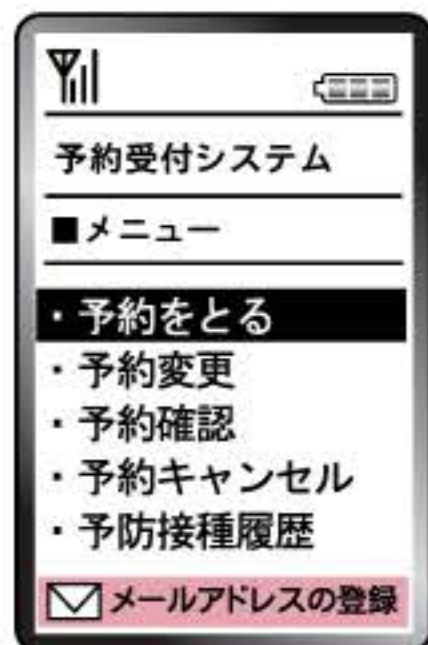 予約受付システム
■メニュー
・予約をとる
・予約変更
・予約確認
・予約キャンセル
・予防接種履歴
メールアドレスの登録